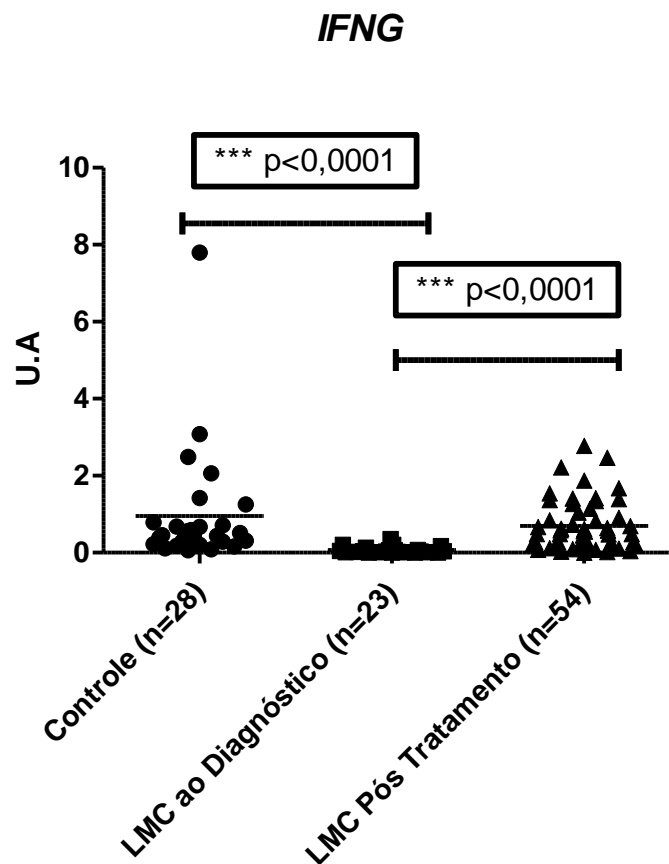 IFNG
*** p<0,0001
*** p<0,0001
U.A
10
8
6
4
2
0
Controle (n=28)
LMC ao Diagnóstico (n=23)
LMC Pós Tratamento (n=54)